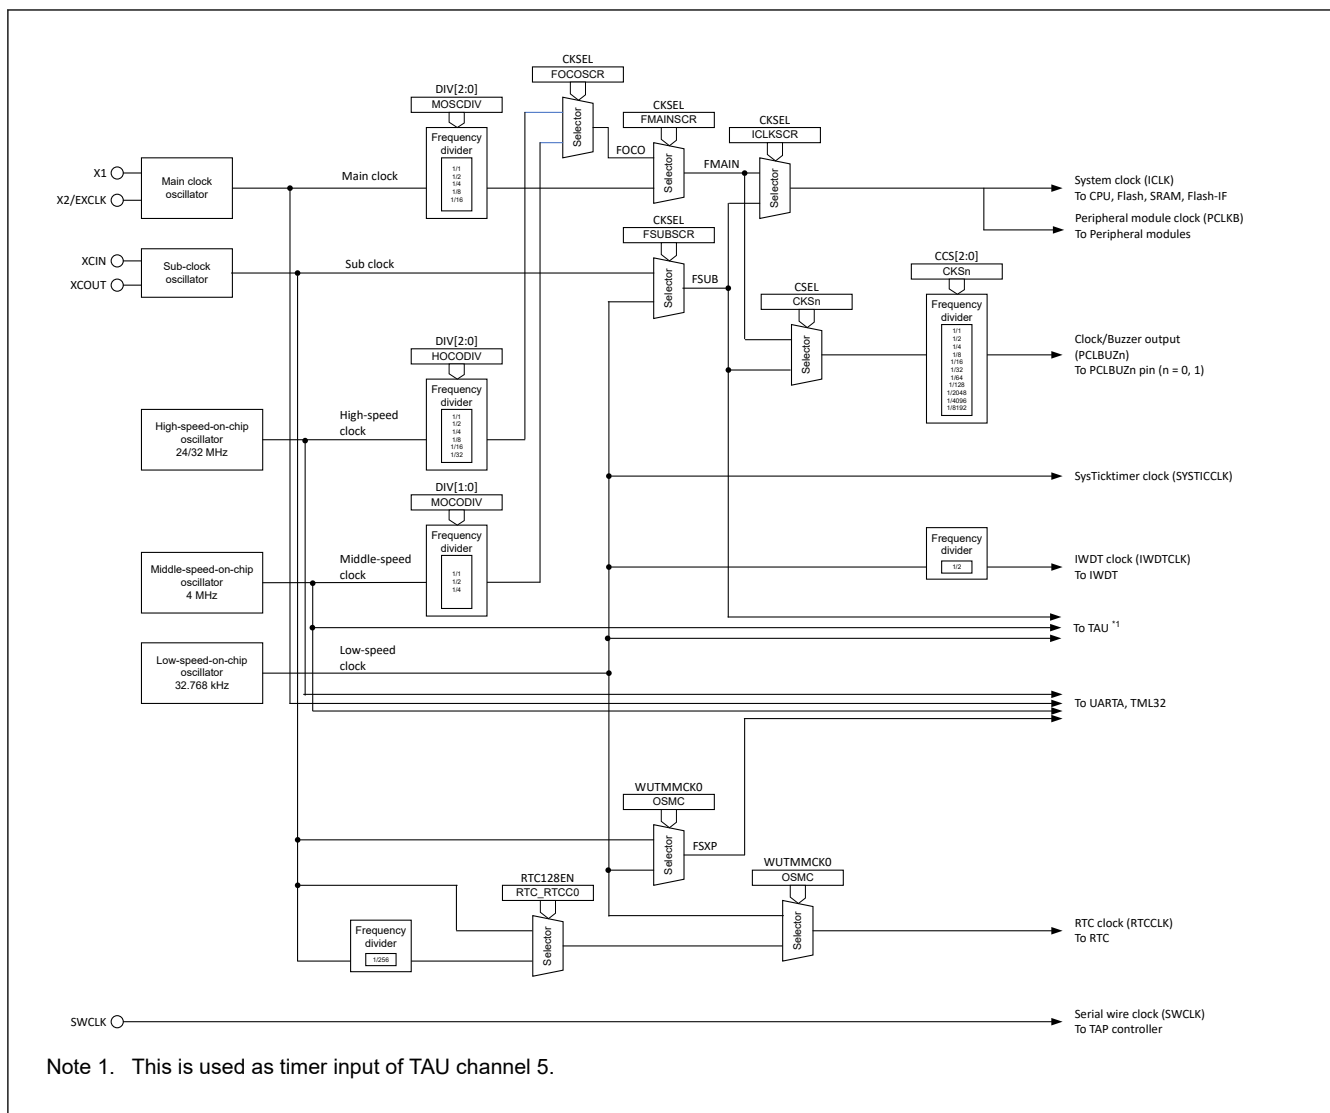 CKSEL
FOCOSCR
Selector
DIV[2:0]
MOSCDIV
Frequency
divider
1/1
1/2
1/4
1/8
1/16
CKSEL
FMAINSCR
Selector
CKSEL
ICLKSCR
Selector
FOCO
FMAIN
X1
X2/EXCLK
Main clock
oscillator
Main clock
System clock (ICLK)
To CPU, Flash, SRAM, Flash-IF
Peripheral module clock (PCLKB)
To Peripheral modules
CKSEL
FSUBSCR
Selector
FSUB
XCIN
XCOUT
Sub-clock
oscillator
Sub clock
CSEL
CKSn
Selector
CCS[2:0]
CKSn
Frequency
divider
1/1
1/2
1/4
1/8
1/16
1/32
1/64
1/128
1/2048
1/4096
1/8192
Clock/Buzzer output
(PCLBUZn)
To PCLBUZn pin (n = 0, 1)
DIV[2:0]
HOCODIV
Frequency
divider
1/1
1/2
1/4
1/8
1/16
1/32
High-speed-on-chip
oscillator
24/32 MHz
High-speed
clock
SysTicktimer clock (SYSTICCLK)
DIV[1:0]
MOCODIV
Frequency
divider
1/1
1/2
1/4
Middle-speed-on-chip
oscillator
4 MHz
Middle-speed
clock
Frequency
divider
1/2
IWDT clock (IWDTCLK)
To IWDT
To TAU *1
Low-speed-on-chip
oscillator
32.768 kHz
Low-speed
clock
To UARTA, TML32
WUTMMCK0
OSMC
Selector
FSXP
WUTMMCK0
OSMC
Selector
RTC128EN
RTC_RTCC0
Selector
Frequency
divider
1/256
RTC clock (RTCCLK)
To RTC
SWCLK
Serial wire clock (SWCLK)
To TAP controller
Note 1. This is used as timer input of TAU channel 5.